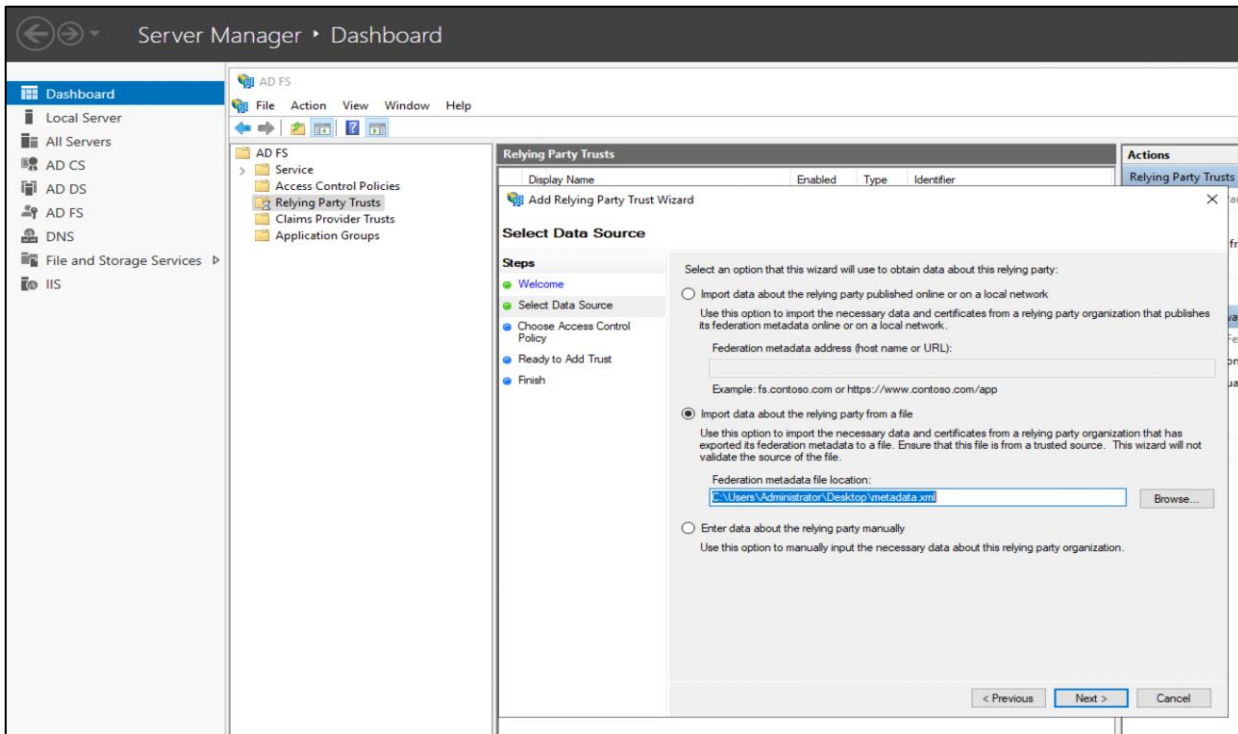 Server Manager ‣ Dashboard
Dashboard
Local Server
All Servers
AD CS
AD DS
AD FS
DNS
File and Storage Services
IIS
AD FS
File Action View Window Help
AD FS
Service
Access Control Policies
Relying Party Trusts
Claims Provider Trusts
Application Groups
Relying Party Trusts
Display Name Enabled Type Identifier
Actions
Relying Party Trusts
Add Relying Party Trust Wizard
Select Data Source
Steps
Welcome
Select Data Source
Choose Access Control
Policy
Ready to Add Trust
Finish
Select an option that this wizard will use to obtain data about this relying party:
Import data about the relying party published online or on a local network
Use this option to import the necessary data and certificates from a relying party organization that publishes
its federation metadata online or on a local network.
Federation metadata address (host name or URL):
Example: fs.contoso.com or https://www.contoso.com/app
Import data about the relying party from a file
Use this option to import the necessary data and certificates from a relying party organization that has
exported its federation metadata to a file. Ensure that this file is from a trusted source. This wizard will not
validate the source of the file.
Federation metadata file location:
C:\Users\Administrator\Desktop\metadata.xml
Browse...
Enter data about the relying party manually
Use this option to manually input the necessary data about this relying party organization.
< Previous Next > Cancel